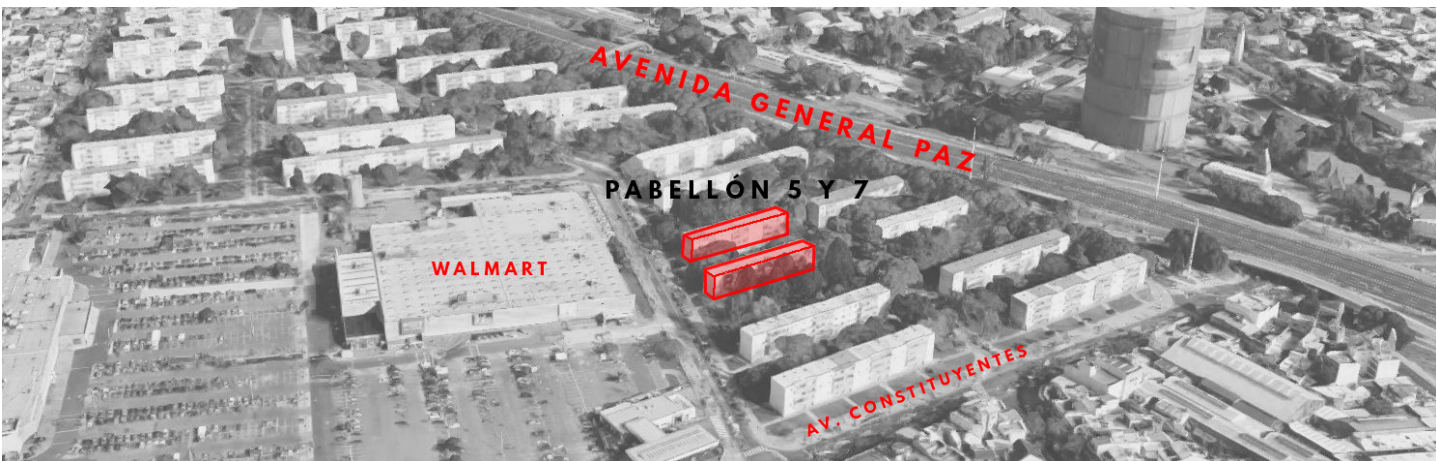 AVENIDA GENERAL PAZ
PABELLÓN 5 Y 7
WALMART
AV. CONSTITUYENTES